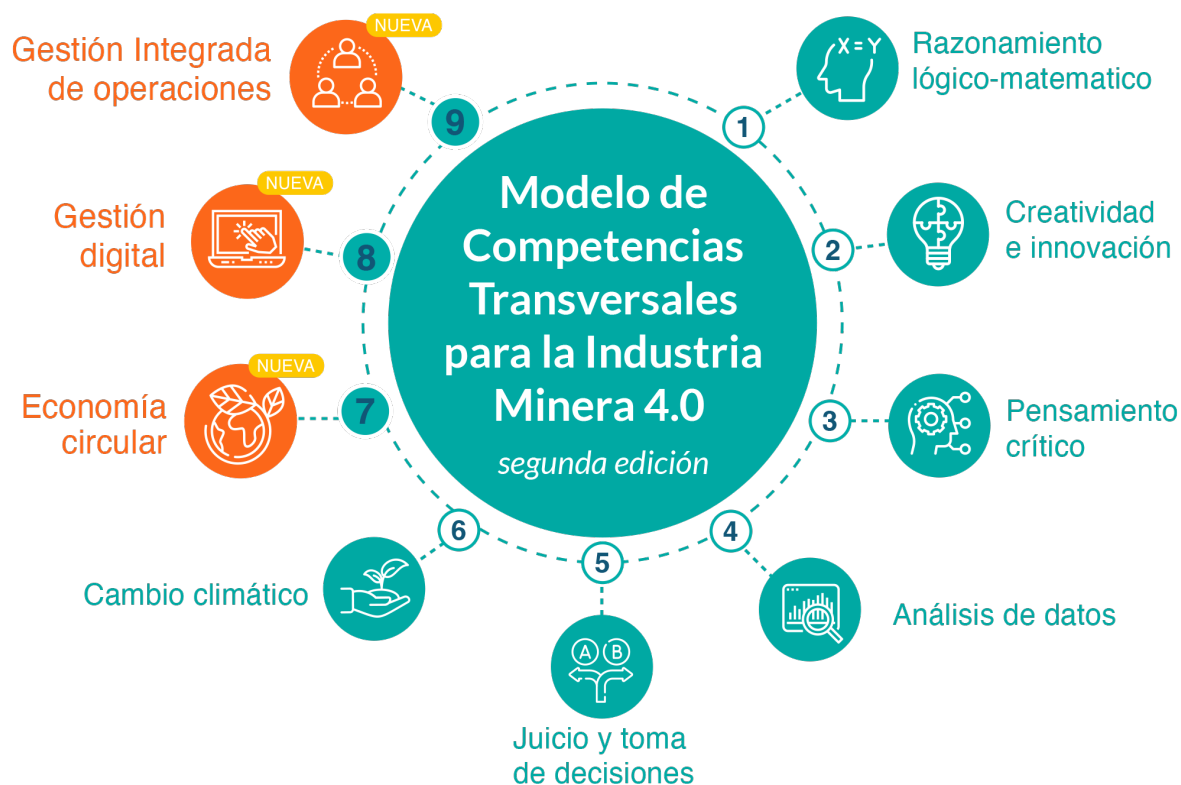 Modelo de
Competencias
Transversales
para la Industria
Minera 4.0
segunda edición
1
X = Y
Razonamiento
lógico-matematico
2
Creatividad
e innovación
3
Pensamiento
crítico
4
Análisis de datos
5
A B
Juicio y toma
de decisiones
6
Cambio climático
7
NUEVA
Economía
circular
8
NUEVA
Gestión
digital
9
NUEVA
Gestión Integrada
de operaciones